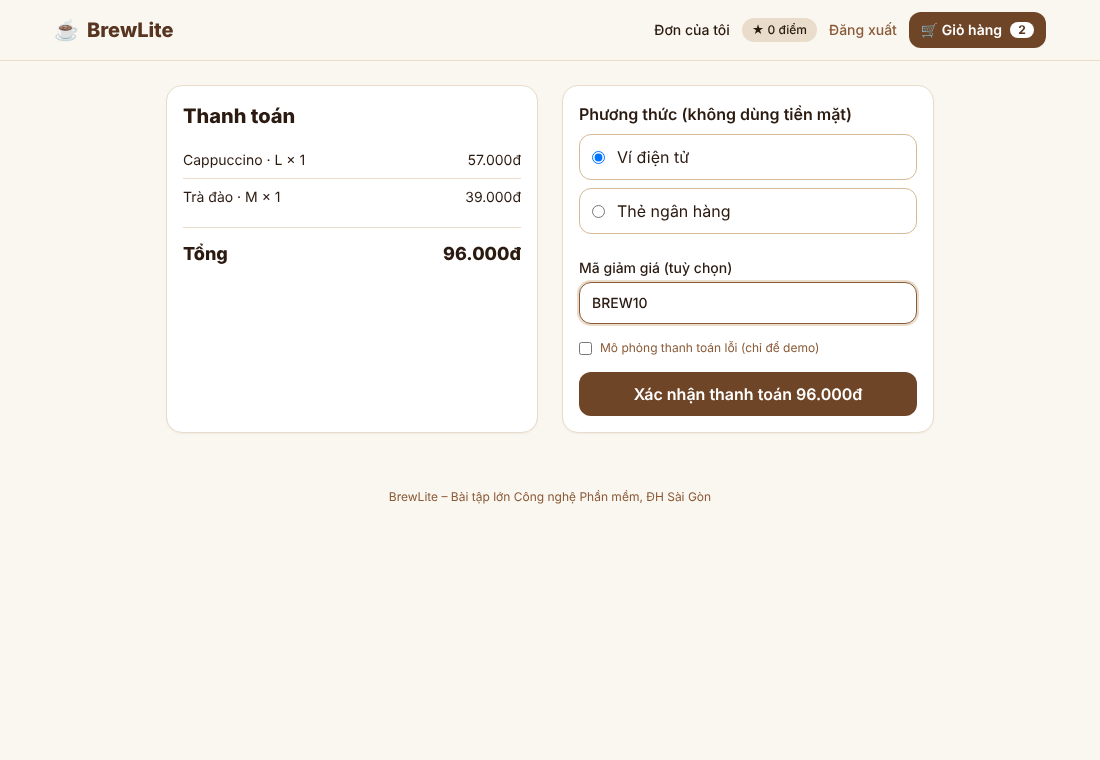 ☕ BrewLite
Đơn của tôi
★ 0 điểm
Đăng xuất
🛒 Giỏ hàng 2
Thanh toán
Cappuccino · L × 1 57.000đ
Trà đào · M × 1 39.000đ
Tổng 96.000đ
Phương thức (không dùng tiền mặt)
Ví điện tử
Thẻ ngân hàng
Mã giảm giá (tuỳ chọn)
BREW10
Mô phỏng thanh toán lỗi (chỉ để demo)
Xác nhận thanh toán 96.000đ
BrewLite – Bài tập lớn Công nghệ Phần mềm, ĐH Sài Gòn